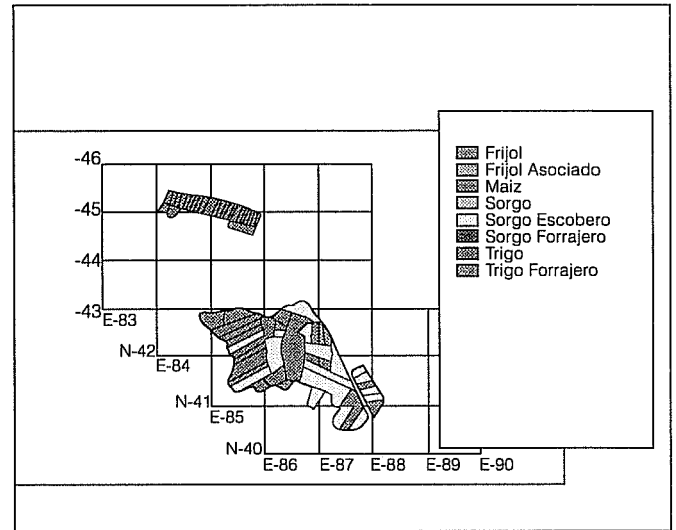 -46
-45
-44
-43
E-83
N-42
E-84
N-41
E-85
N-40
E-86 E-87 E-88 E-89 E-90
Frijol
Frijol Asociado
Maiz
Sorgo
Sorgo Escobero
Sorgo Forrajero
Trigo
Trigo Forrajero